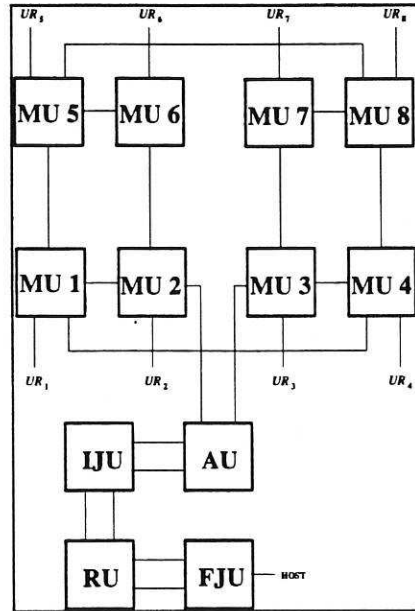 UR5 UR6 UR7 UR8
MU 5 MU 6 MU 7 MU 8
MU 1 MU 2 MU 3 MU 4
UR1 UR2 UR3 UR4
IJU AU
RU FJU HOST